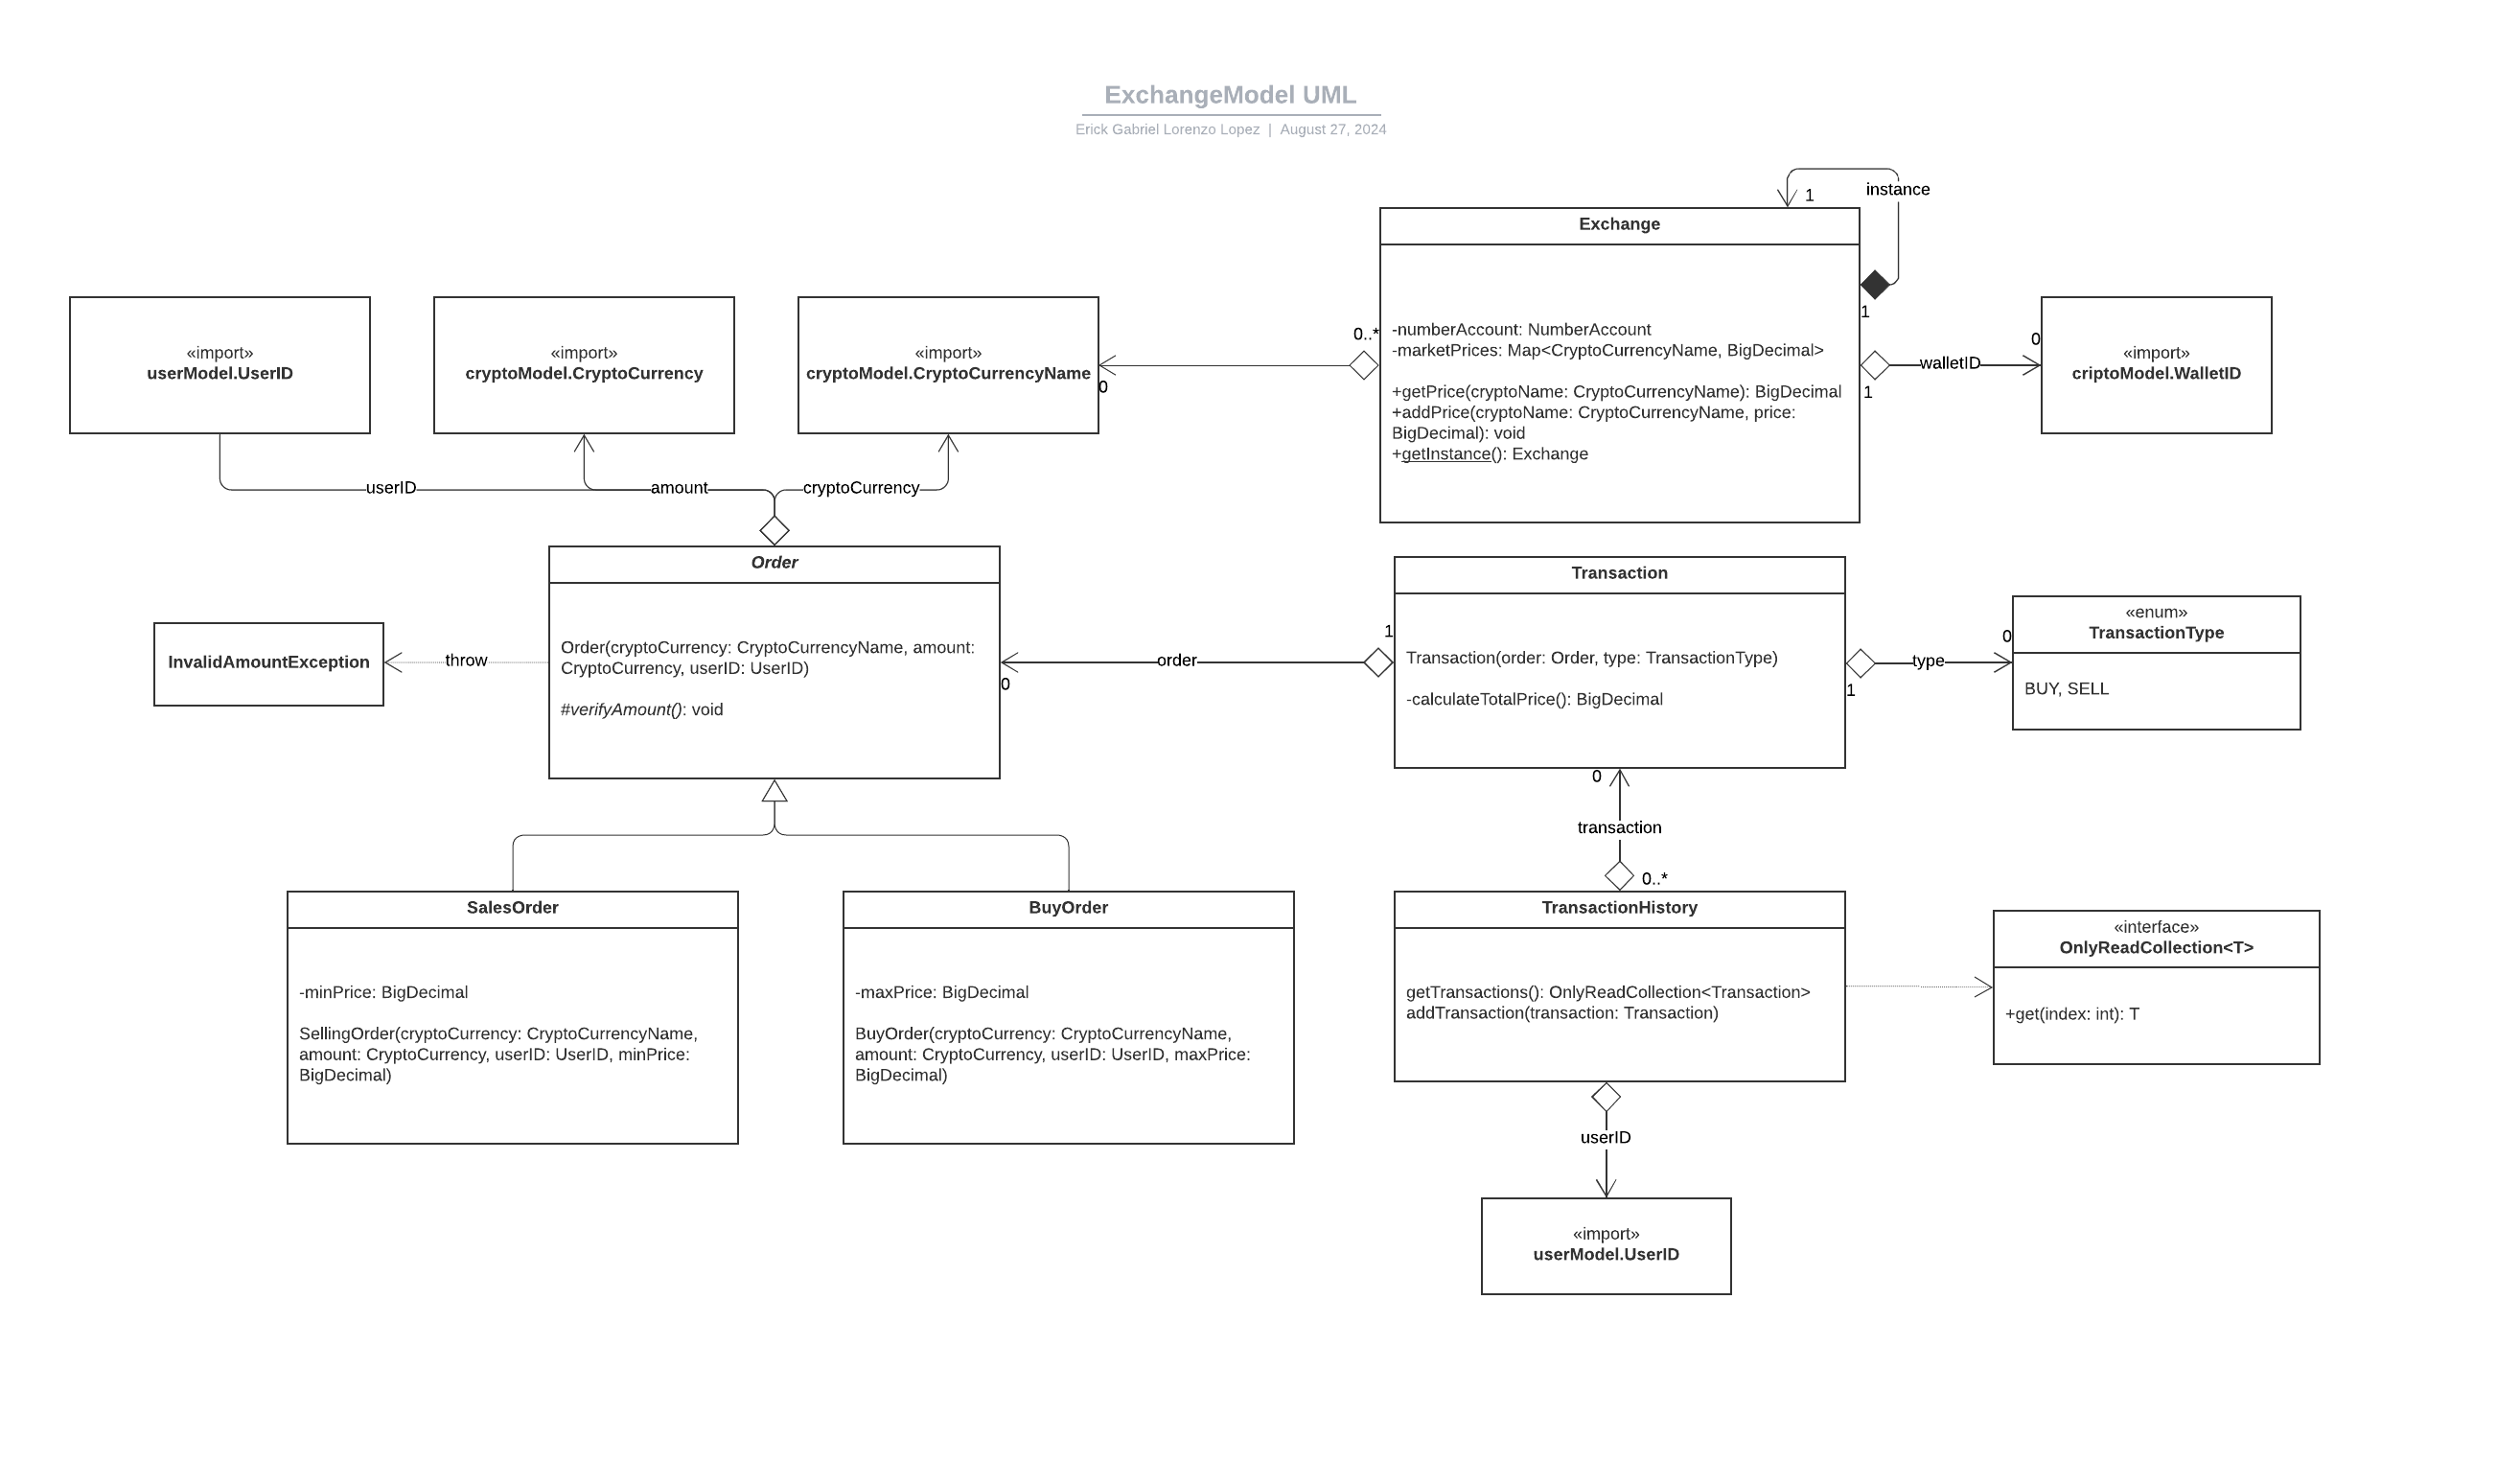 ExchangeModel UML
Erick Gabriel Lorenzo Lopez | August 27, 2024
instance
1
Exchange
-numberAccount: NumberAccount
-marketPrices: Map<CryptoCurrencyName, BigDecimal>
+getPrice(cryptoName: CryptoCurrencyName): BigDecimal
+addPrice(cryptoName: CryptoCurrencyName, price:
BigDecimal): void
+getInstance(): Exchange
1
0..*
0
1
walletID
0
«import»
userModel.UserID
«import»
cryptoModel.CryptoCurrency
«import»
cryptoModel.CryptoCurrencyName
«import»
criptoModel.WalletID
userID
amount
cryptoCurrency
Order
Order(cryptoCurrency: CryptoCurrencyName, amount:
CryptoCurrency, userID: UserID)
#verifyAmount(): void
InvalidAmountException
throw
0
order
1
Transaction
Transaction(order: Order, type: TransactionType)
-calculateTotalPrice(): BigDecimal
1
type
0
«enum»
TransactionType
BUY, SELL
0
transaction
0..*
SalesOrder
-minPrice: BigDecimal
SellingOrder(cryptoCurrency: CryptoCurrencyName,
amount: CryptoCurrency, userID: UserID, minPrice:
BigDecimal)
BuyOrder
-maxPrice: BigDecimal
BuyOrder(cryptoCurrency: CryptoCurrencyName,
amount: CryptoCurrency, userID: UserID, maxPrice:
BigDecimal)
TransactionHistory
getTransactions(): OnlyReadCollection<Transaction>
addTransaction(transaction: Transaction)
«interface»
OnlyReadCollection<T>
+get(index: int): T
userID
«import»
userModel.UserID